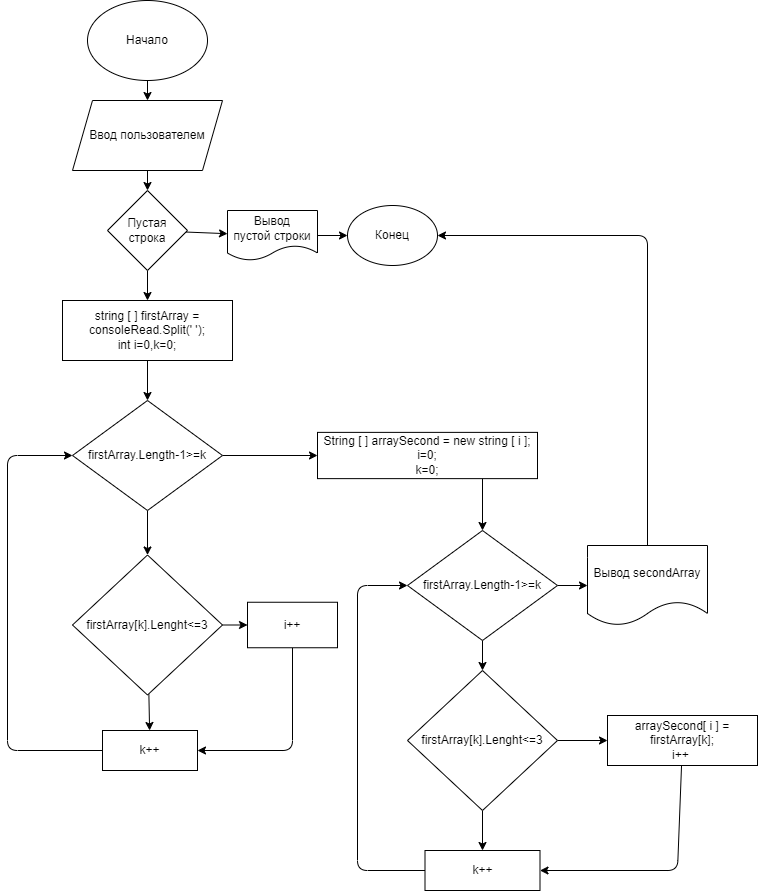 Начало
Ввод пользователем
Пустая
строка
Вывод
пустой строки
Конец
string [ ] firstArray =
consoleRead.Split(' ');
int i=0,k=0;
firstArray.Length-1>=k
String [ ] arraySecond = new string [ i ];
i=0;
k=0;
firstArray[k].Lenght<=3
i++
k++
firstArray.Length-1>=k
Вывод secondArray
firstArray[k].Lenght<=3
arraySecond[ i ] =
firstArray[k];
i++
k++